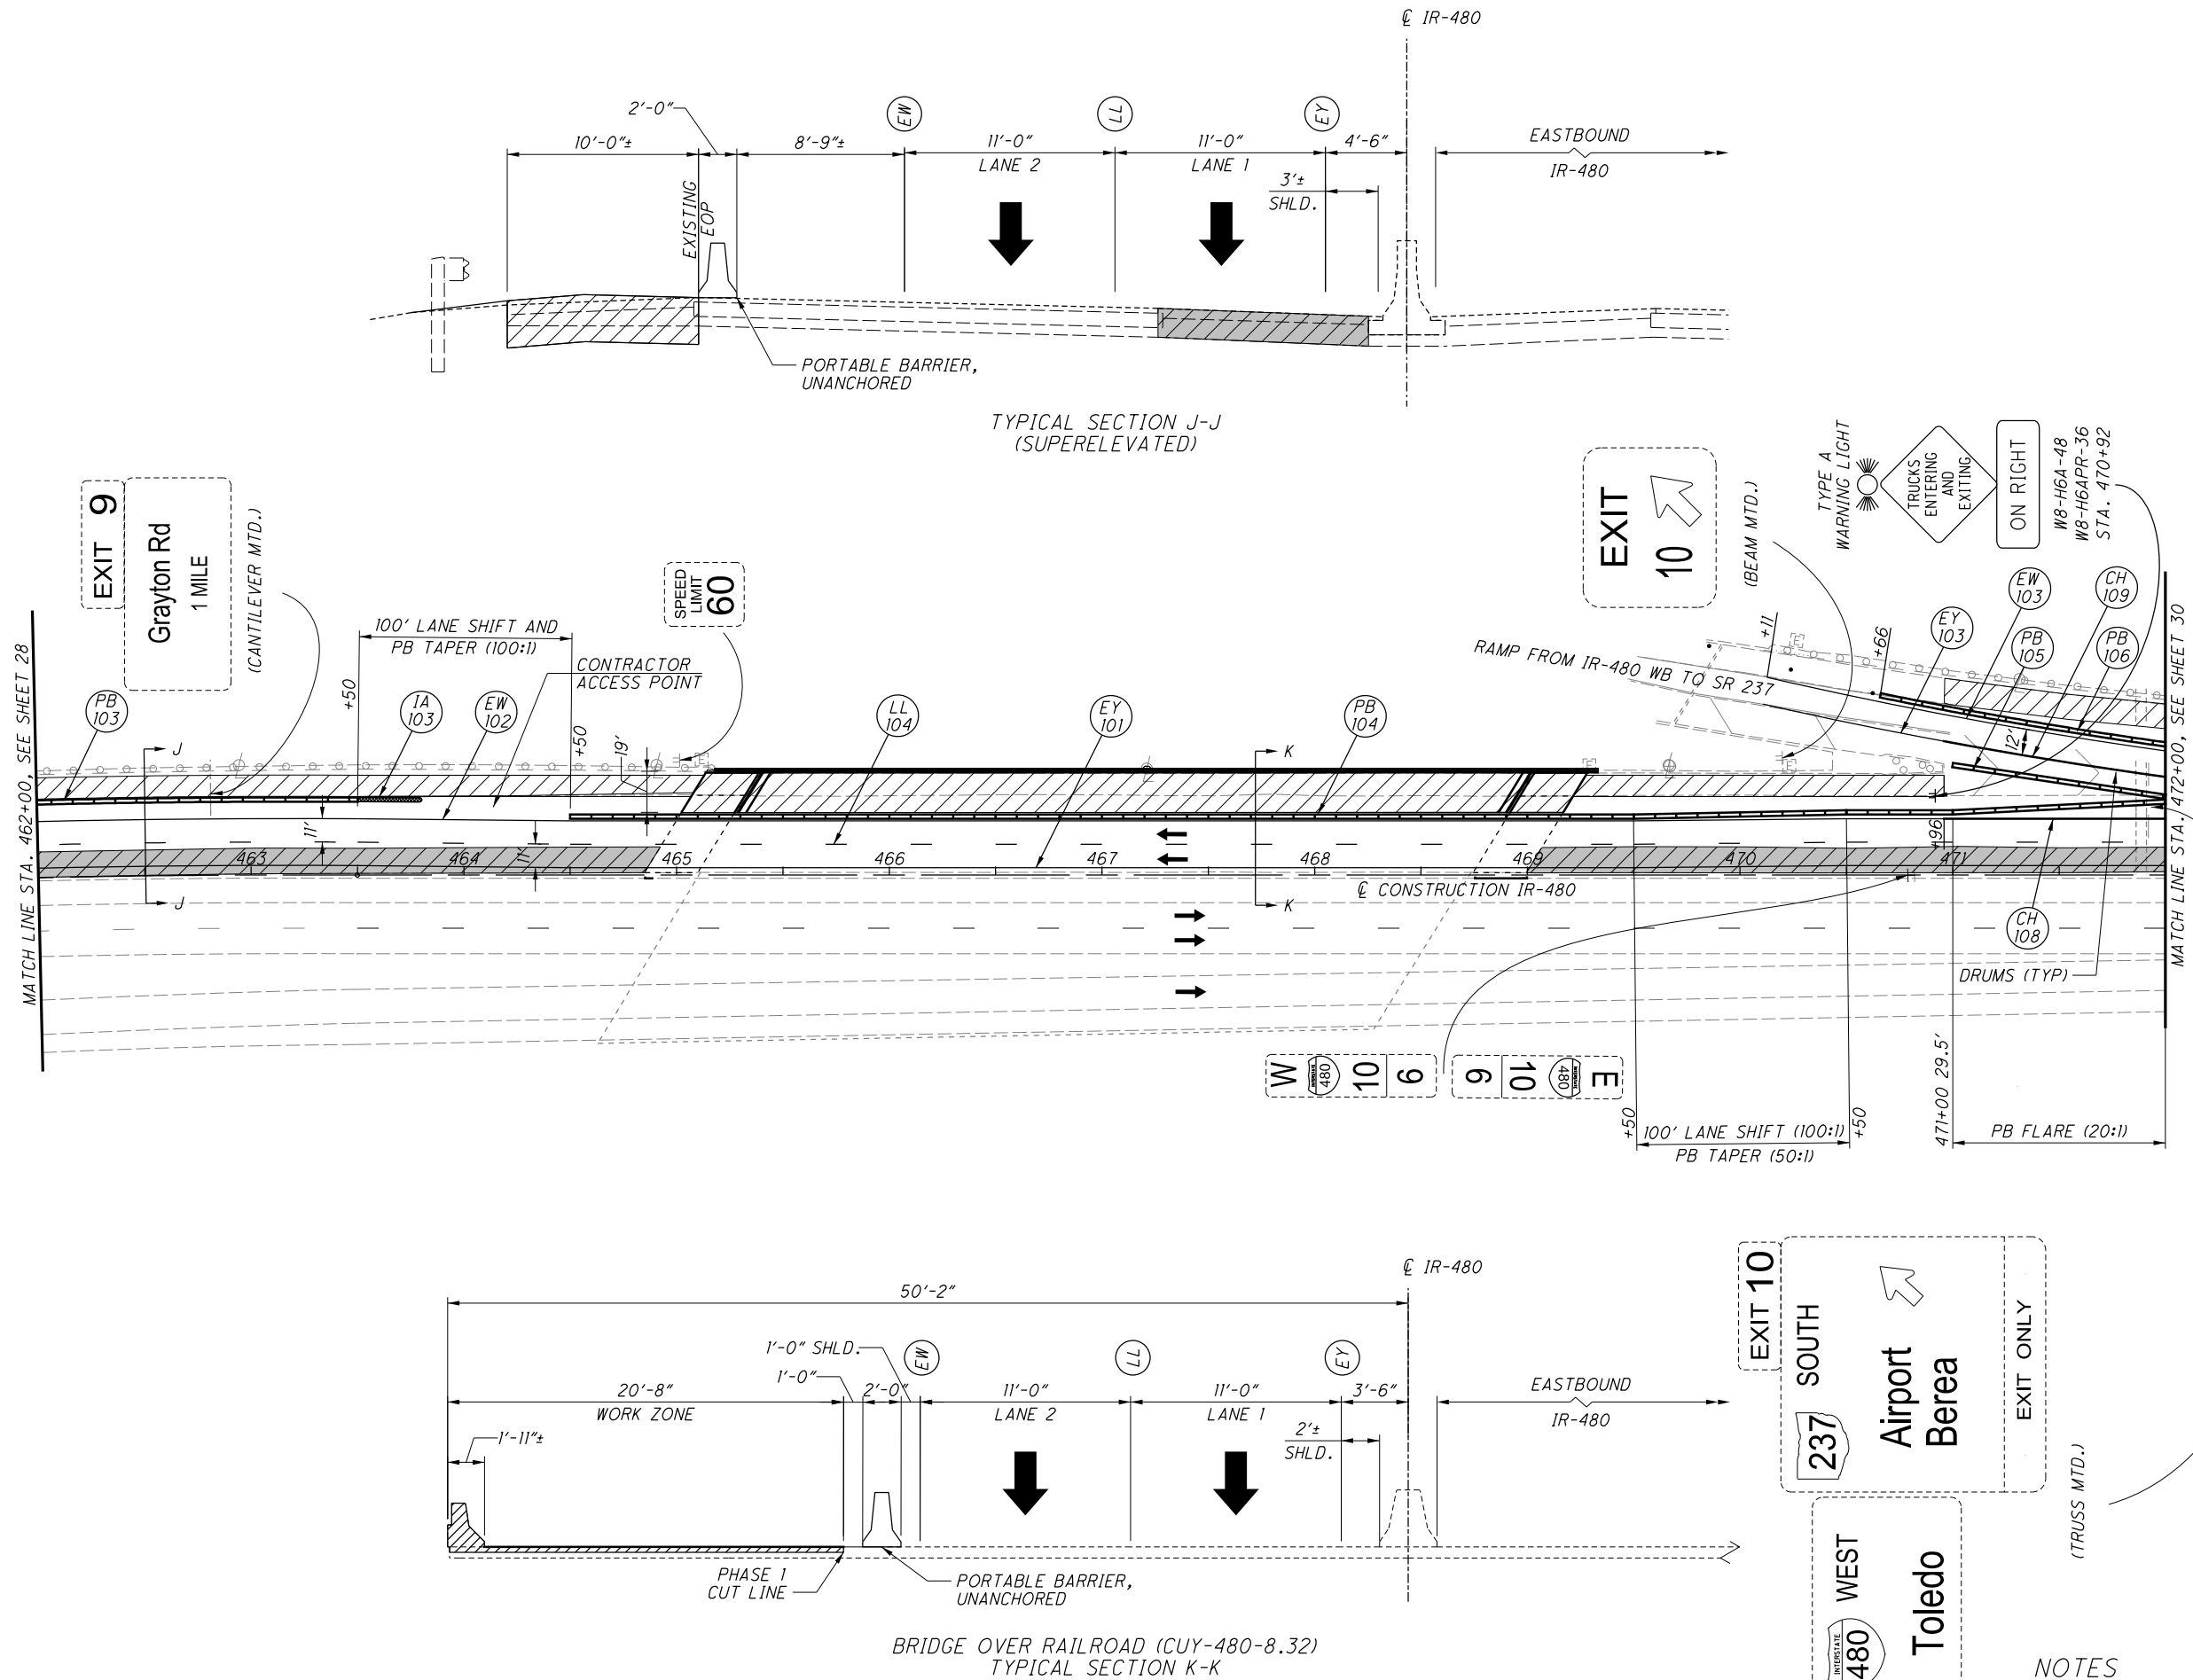 ℄ IR-480
2'-0"
10'-0"±
8'-9"±
EW
11'-0"
LANE 2
LL
11'-0"
LANE 1
EY
4'-6"
3'±
SHLD.
EASTBOUND
IR-480
EXISTING
EOP
PORTABLE BARRIER,
UNANCHORED
TYPICAL SECTION J-J
(SUPERELEVATED)
EXIT 9
Grayton Rd
1 MILE
(CANTILEVER MTD.)
SPEED
LIMIT
60
EXIT
10
(BEAM MTD.)
TYPE A
WARNING LIGHT
TRUCKS
ENTERING
AND
EXITING
ON RIGHT
W8-H6A-48
W8-H6APR-36
STA. 470+92
MATCH LINE STA. 462+00, SEE SHEET 28
PB
103
J
+50
100' LANE SHIFT AND
PB TAPER (100:1)
IA
103
EW
102
CONTRACTOR
ACCESS POINT
+50
19'
LL
104
EY
101
PB
104
K
RAMP FROM IR-480 WB TO SR 237
+11
E
+66
EY
103
EW
103
PB
105
CH
109
PB
106
12'
E
E
E
E
11'
11'
463
464
465
466
467
468
469
470
471
+96
J
K
℄ CONSTRUCTION IR-480
CH
108
DRUMS (TYP)
MATCH LINE STA. 472+00, SEE SHEET 30
W
480
10
9
9
10
INTERSTATE
480
E
+50
100' LANE SHIFT (100:1)
PB TAPER (50:1)
+50
471+00 29.5'
PB FLARE (20:1)
℄ IR-480
50'-2"
1'-0" SHLD.
1'-0"
20'-8"
WORK ZONE
2'-0"
EW
11'-0"
LANE 2
LL
11'-0"
LANE 1
EY
3'-6"
2'±
SHLD.
EASTBOUND
IR-480
1'-11"±
PHASE 1
CUT LINE
PORTABLE BARRIER,
UNANCHORED
BRIDGE OVER RAILROAD (CUY-480-8.32)
TYPICAL SECTION K-K
EXIT 10
237 SOUTH
Airport
Berea
EXIT ONLY
(TRUSS MTD.)
INTERSTATE
480 WEST
Toledo
NOTES